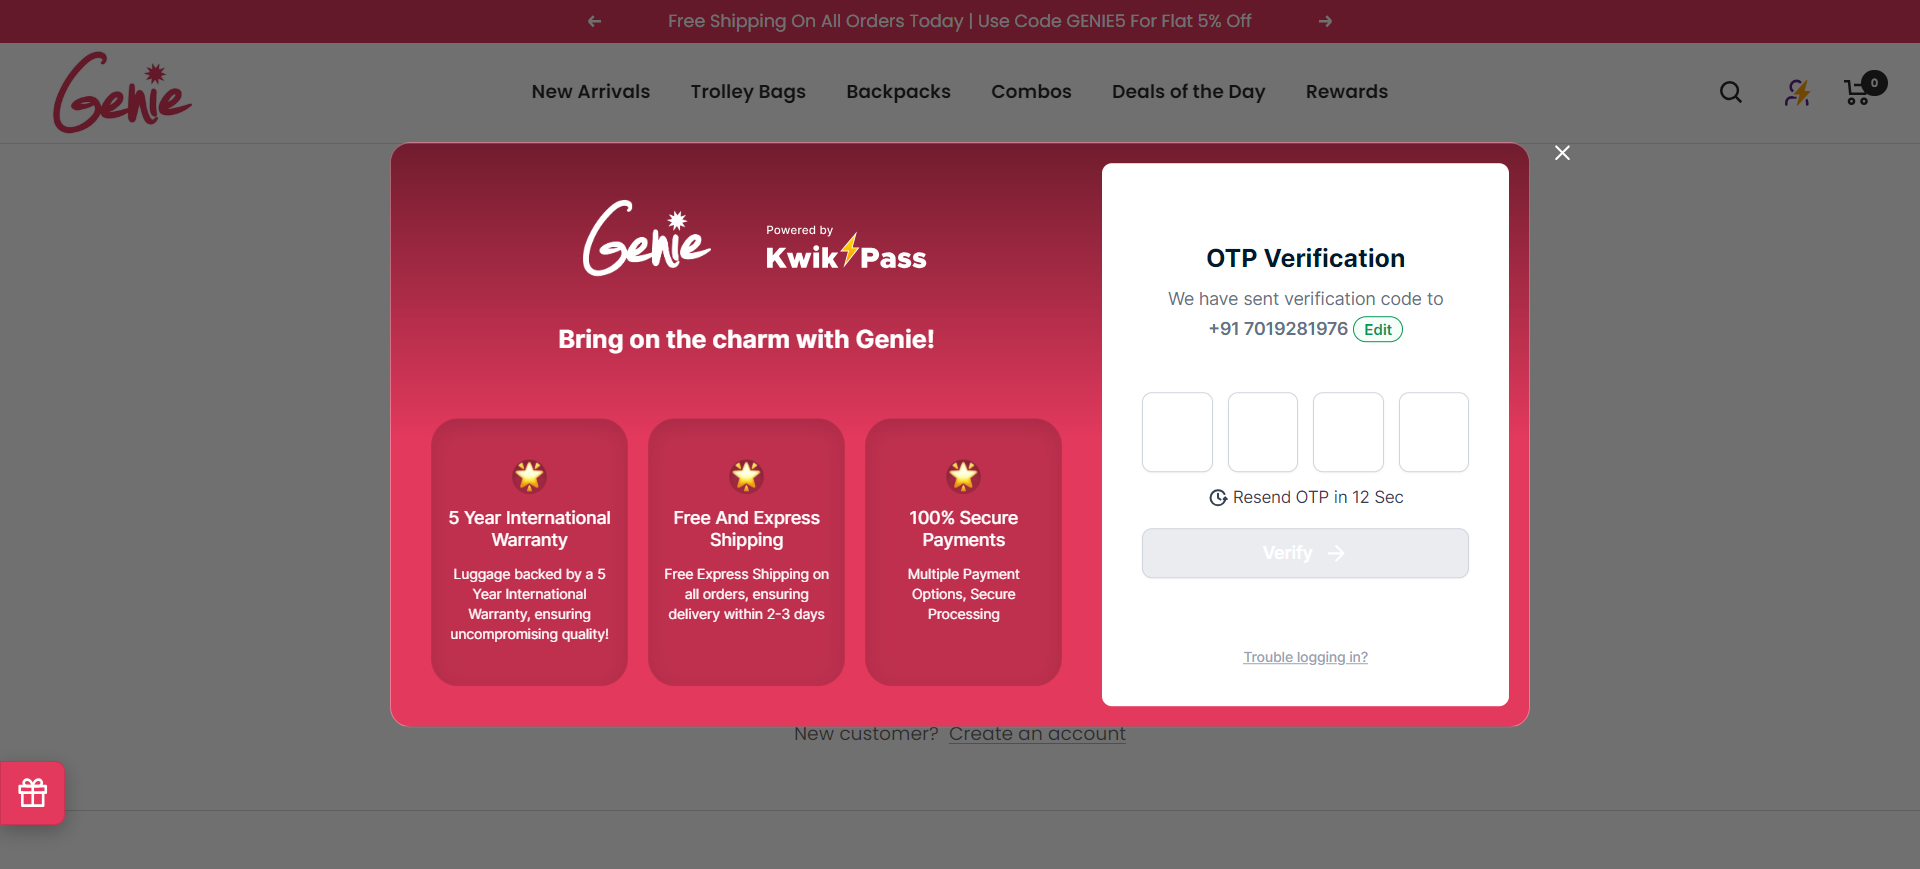 Free Shipping On All Orders Today | Use Code GENIE5 For Flat 5% Off
Genie
New Arrivals
Trolley Bags
Backpacks
Combos
Deals of the Day
Rewards
0
Genie
Powered by
Kwik Pass
Bring on the charm with Genie!
5 Year International
Warranty
Luggage backed by a 5
Year International
Warranty, ensuring
uncompromising quality!
Free And Express
Shipping
Free Express Shipping on
all orders, ensuring
delivery within 2-3 days
100% Secure
Payments
Multiple Payment
Options, Secure
Processing
OTP Verification
We have sent verification code to
+91 7019281976 Edit
Resend OTP in 12 Sec
Verify
Trouble logging in?
New customer? Create an account